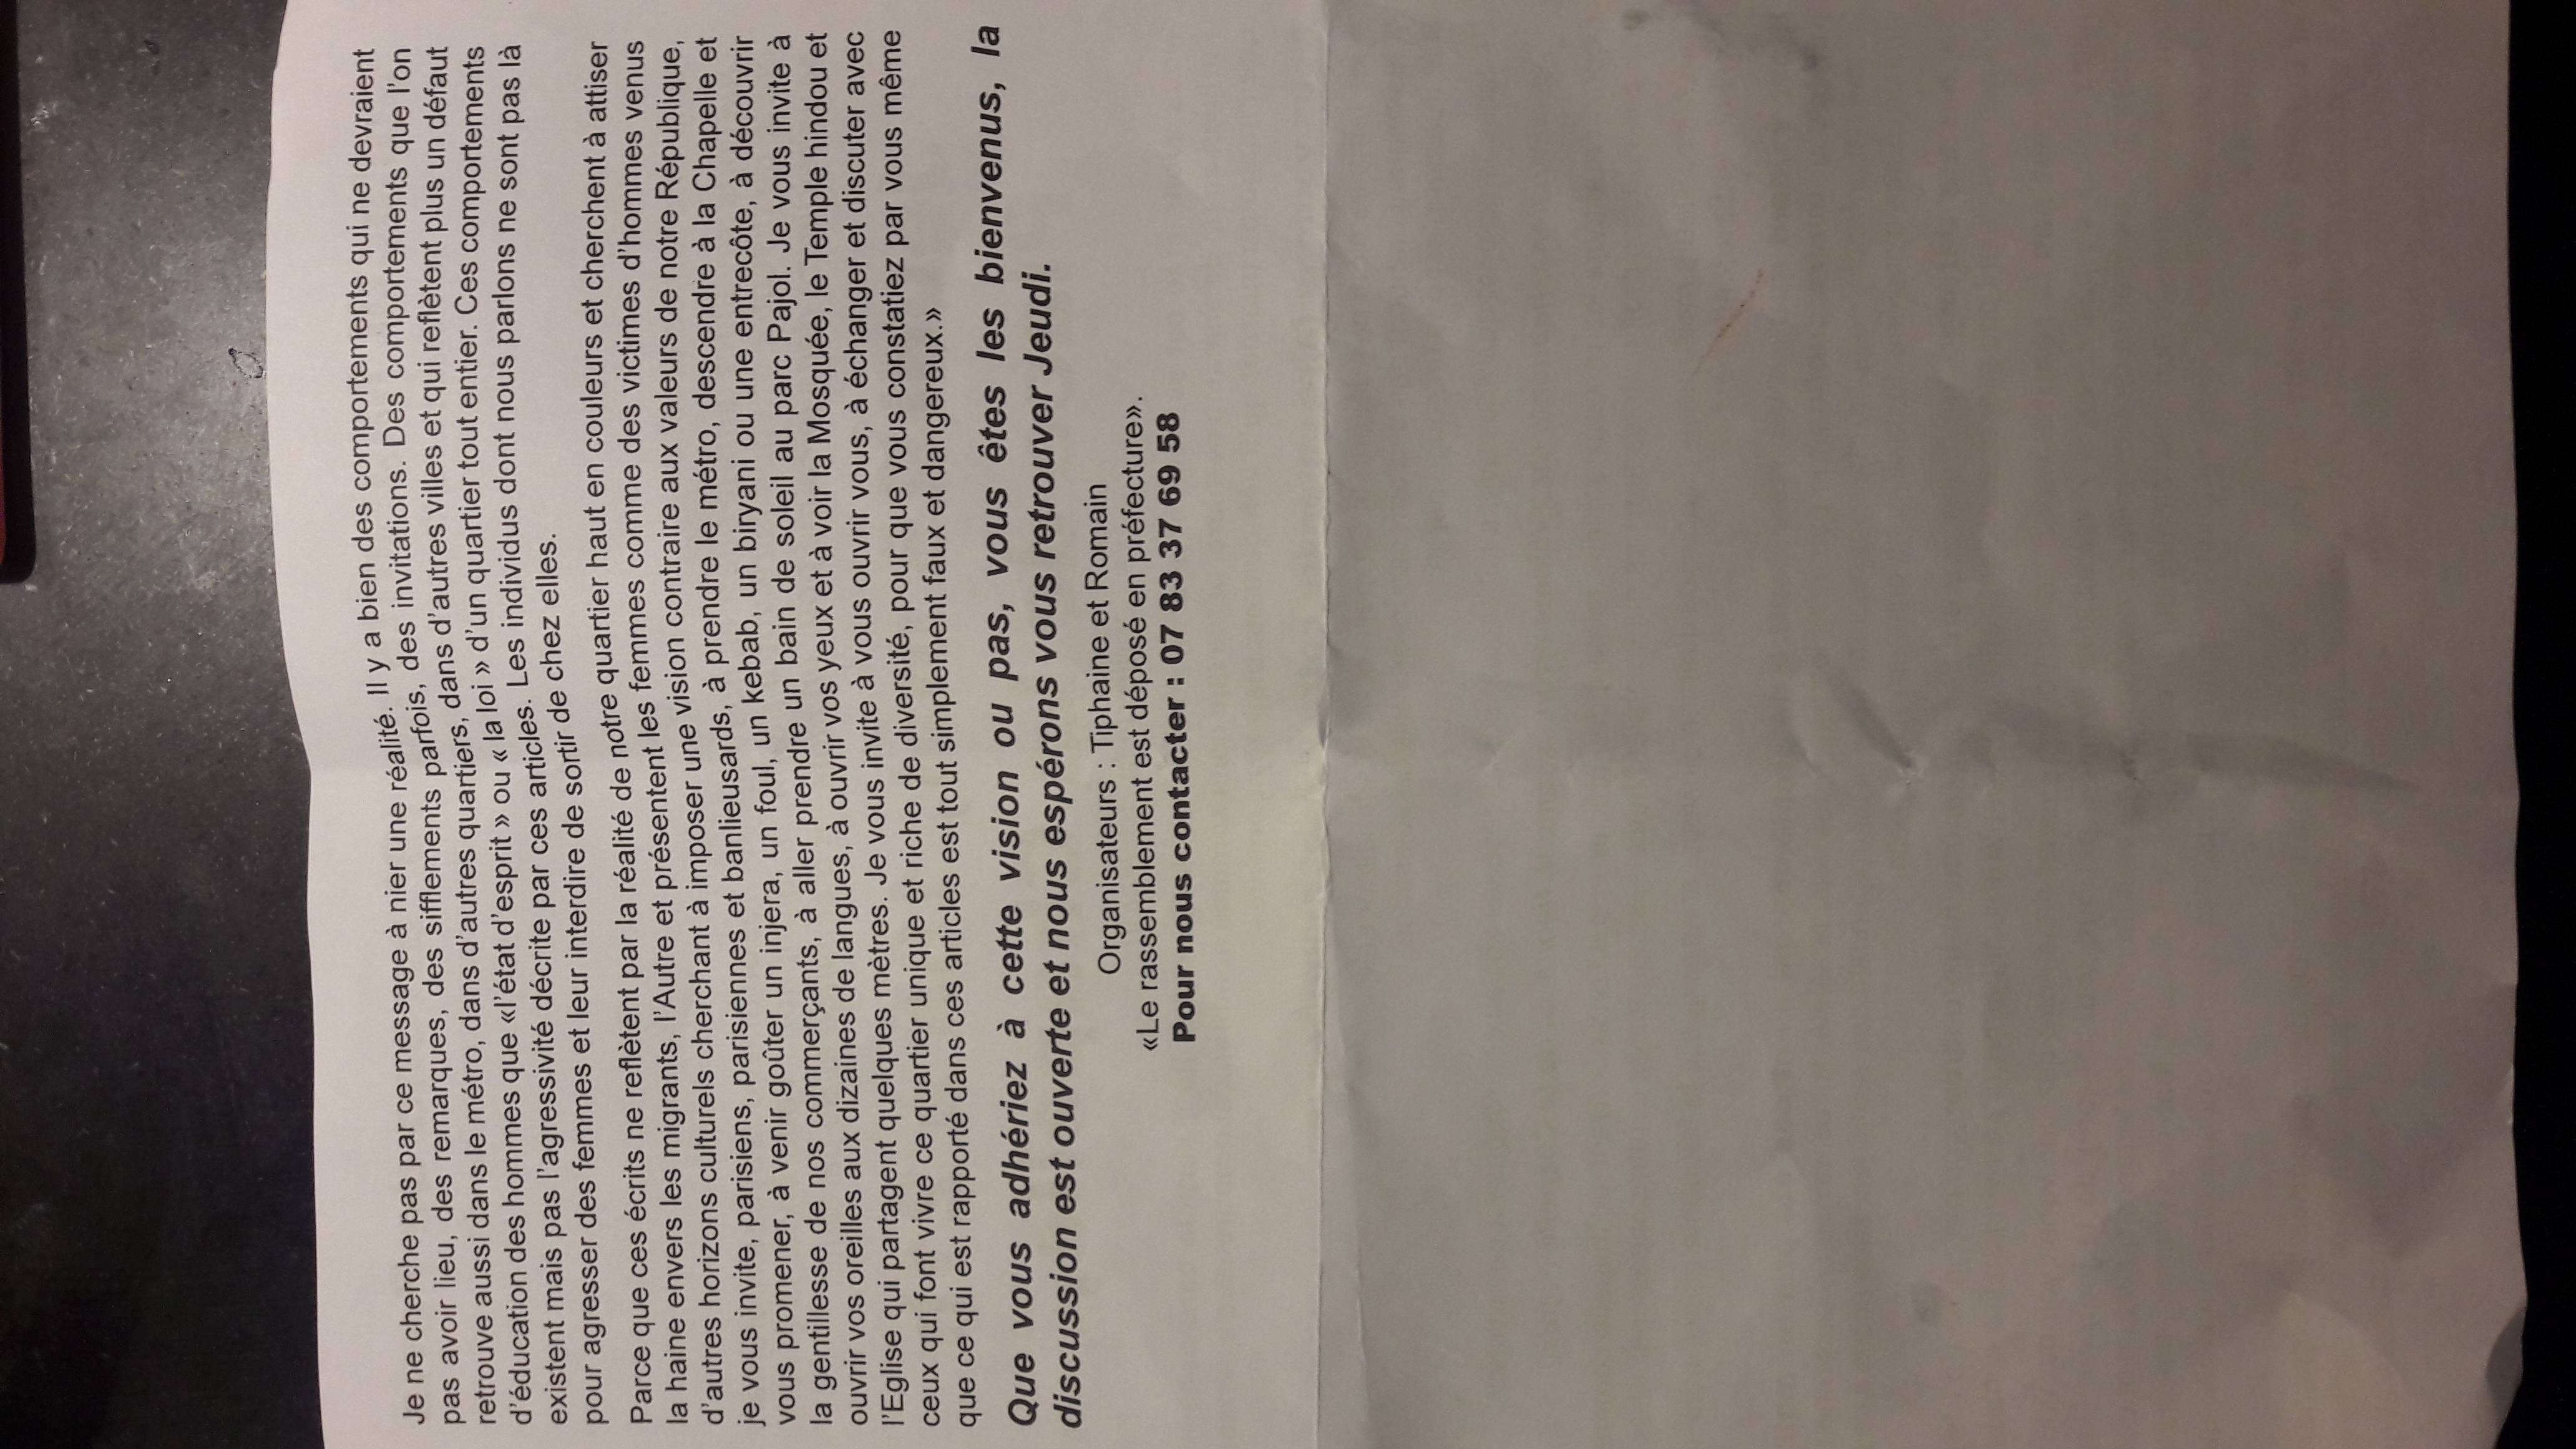 Je ne cherche pas par ce message à nier une réalité. Il y a bien des comportements qui ne devraient
pas avoir lieu, des remarques, des sifflements parfois, des invitations. Des comportements que l'on
retrouve aussi dans le métro, dans d'autres quartiers, dans d'autres villes et qui reflètent plus un défaut
d'éducation des hommes que «l'état d'esprit » ou « la loi » d'un quartier tout entier. Ces comportements
existent mais pas l'agressivité décrite par ces articles. Les individus dont nous parlons ne sont pas là
pour agresser des femmes et leur interdire de sortir de chez elles.
Parce que ces écrits ne reflètent par la réalité de notre quartier haut en couleurs et cherchent à attiser
la haine envers les migrants, l'Autre et présentent les femmes comme des victimes d'hommes venus
d'autres horizons culturels cherchant à imposer une vision contraire aux valeurs de notre République,
je vous invite, parisiens, parisiennes et banlieusards, à prendre le métro, descendre à la Chapelle et
vous promener, à venir goûter un injera, un foul, un kebab, un biryani ou une entrecôte, à découvrir
la gentillesse de nos commerçants, à aller prendre un bain de soleil au parc Pajol. Je vous invite à
ouvrir vos oreilles aux dizaines de langues, à ouvrir vos yeux et à voir la Mosquée, le Temple hindou et
l'Eglise qui partagent quelques mètres. Je vous invite à vous ouvrir vous, à échanger et discuter avec
ceux qui font vivre ce quartier unique et riche de diversité, pour que vous constatiez par vous même
que ce qui est rapporté dans ces articles est tout simplement faux et dangereux.»
Que vous adhériez à cette vision ou pas, vous êtes les bienvenus, la
discussion est ouverte et nous espérons vous retrouver Jeudi.
Organisateurs : Tiphaine et Romain
«Le rassemblement est déposé en préfecture».
Pour nous contacter : 07 83 37 69 58